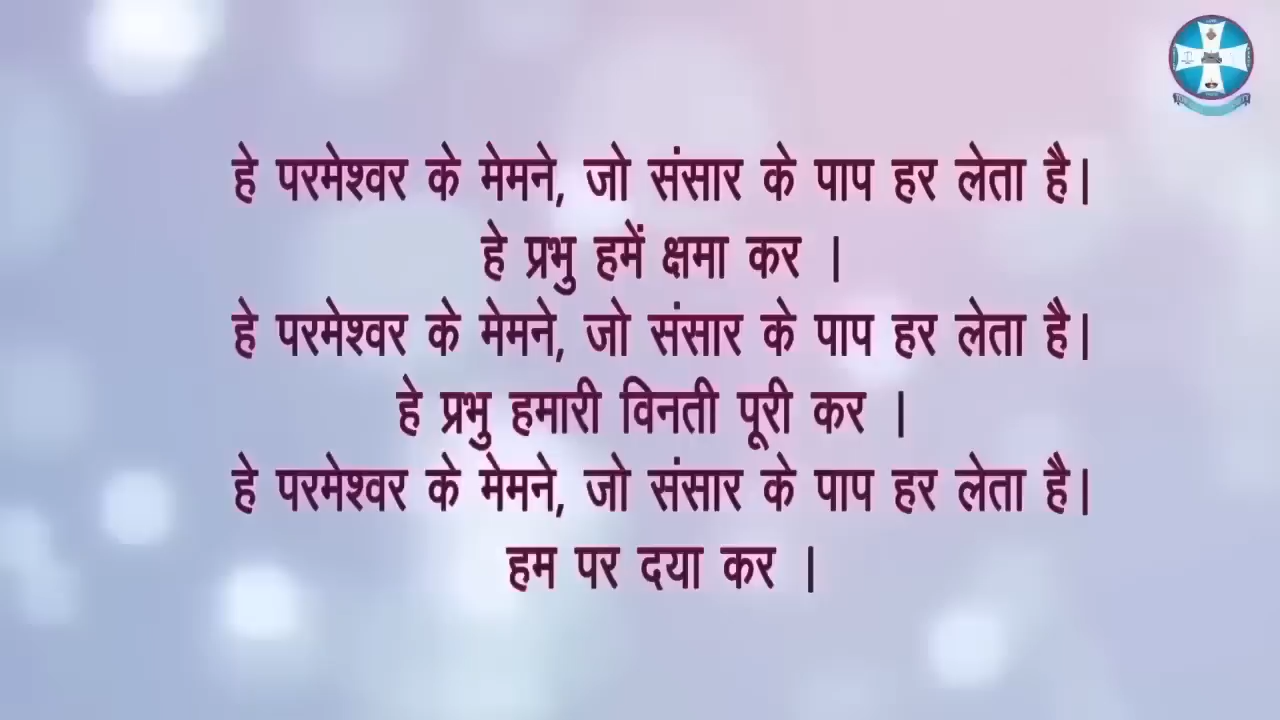 हे परमेश्वर के मेमने, जो संसार के पाप हर लेता है।
हे प्रभु हमें क्षमा कर ।
हे परमेश्वर के मेमने, जो संसार के पाप हर लेता है।
हे प्रभु हमारी विनती पूरी कर ।
हे परमेश्वर के मेमने, जो संसार के पाप हर लेता है।
हम पर दया कर ।